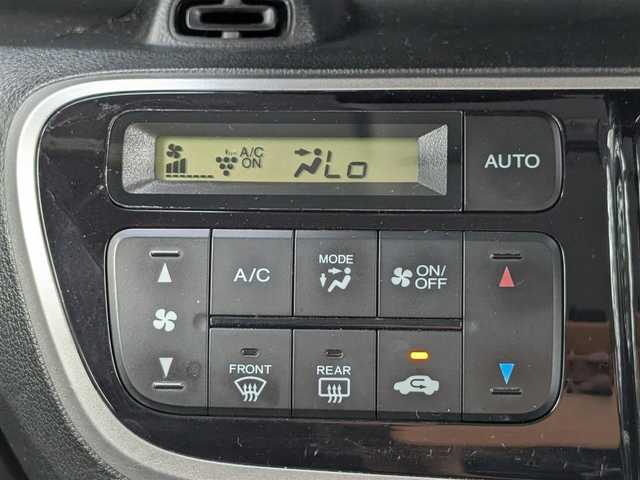 A/C
ON
Lo
AUTO
A/C
MODE
ON/
OFF
FRONT
REAR